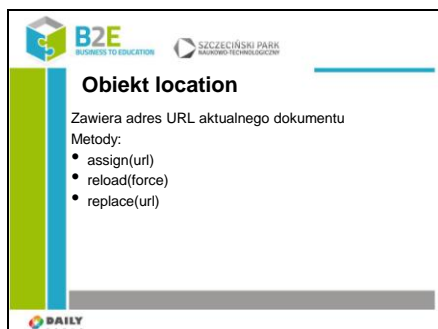 B2E
BUSINESS TO EDUCATION
SZCZECIŃSKI PARK
NAUKOWO-TECHNOLOGICZNY
Obiekt location
Zawiera adres URL aktualnego dokumentu
Metody:
• assign(url)
• reload(force)
• replace(url)
DAILY